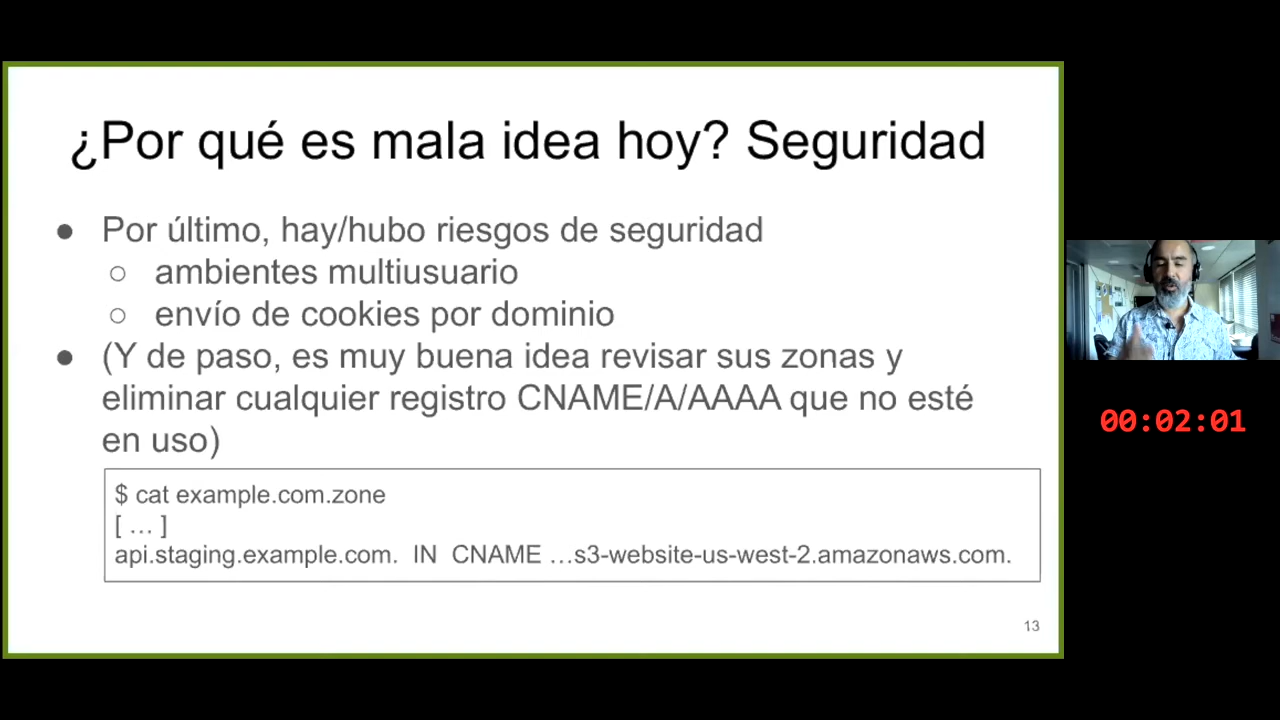 ¿Por qué es mala idea hoy? Seguridad
● Por último, hay/hubo riesgos de seguridad
○ ambientes multiusuario
○ envío de cookies por dominio
● (Y de paso, es muy buena idea revisar sus zonas y
eliminar cualquier registro CNAME/A/AAAA que no esté
en uso)
$ cat example.com.zone
[ … ]
api.staging.example.com. IN CNAME …s3-website-us-west-2.amazonaws.com.
13
00:02:01